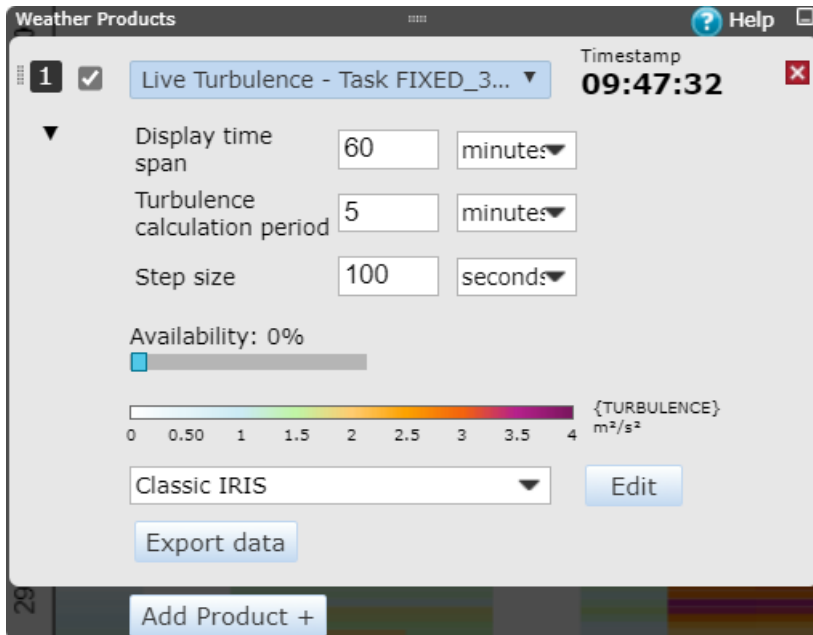 Weather Products
Help
1
Live Turbulence - Task FIXED_3...
Timestamp
09:47:32
Display time
span
60
minutes
Turbulence
calculation period
5
minutes
Step size
100
seconds
Availability: 0%
{TURBULENCE}
m²/s²
0 0.50 1 1.5 2 2.5 3 3.5 4
Classic IRIS
Edit
Export data
29
Add Product +